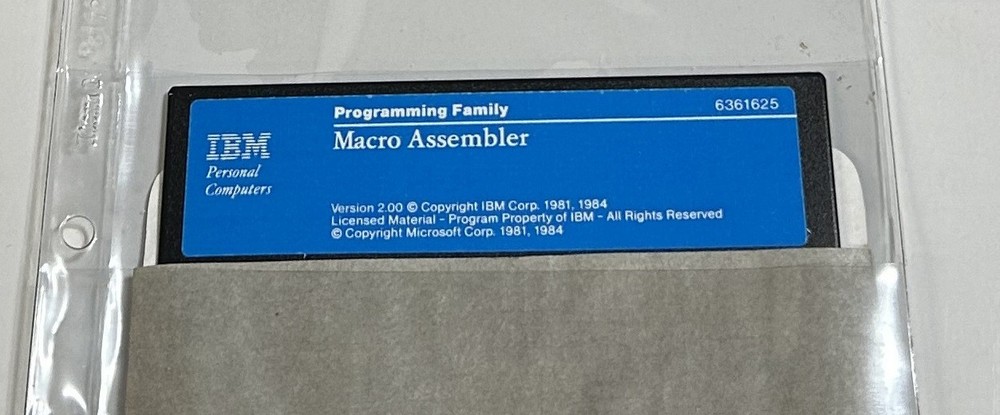 Programming Family 6361625
IBM
Macro Assembler
Personal
Computers
Version 2.00 © Copyright IBM Corp. 1981, 1984
Licensed Material - Program Property of IBM - All Rights Reserved
© Copyright Microsoft Corp. 1981, 1984